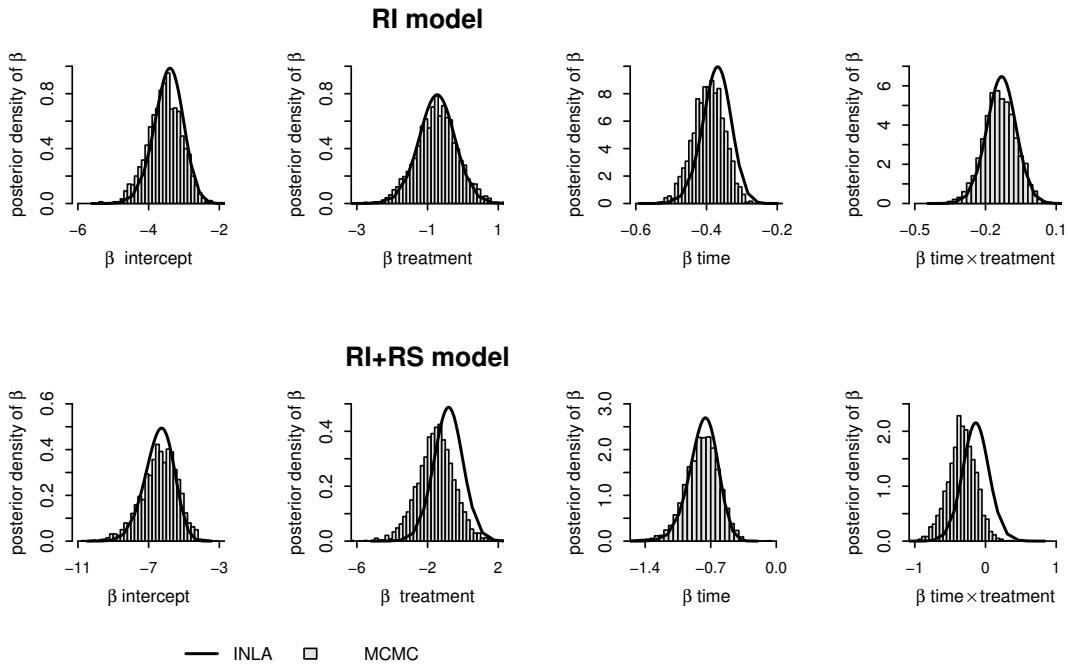 RI model
posterior density of β
0.0 0.4 0.8
−6 −4 −2
β intercept
posterior density of β
0.0 0.4 0.8
−3 −1 1
β treatment
posterior density of β
0 2 4 6 8
−0.6 −0.4 −0.2
β time
posterior density of β
0 2 4 6
−0.5 −0.2 0.1
β time × treatment
RI+RS model
posterior density of β
0.0 0.2 0.4 0.6
−11 −7 −3
β intercept
posterior density of β
0.0 0.2 0.4
−6 −2 2
β treatment
posterior density of β
0.0 1.0 2.0 3.0
−1.4 −0.7 0.0
β time
posterior density of β
0.0 1.0 2.0
−1 0 1
β time × treatment
INLA MCMC